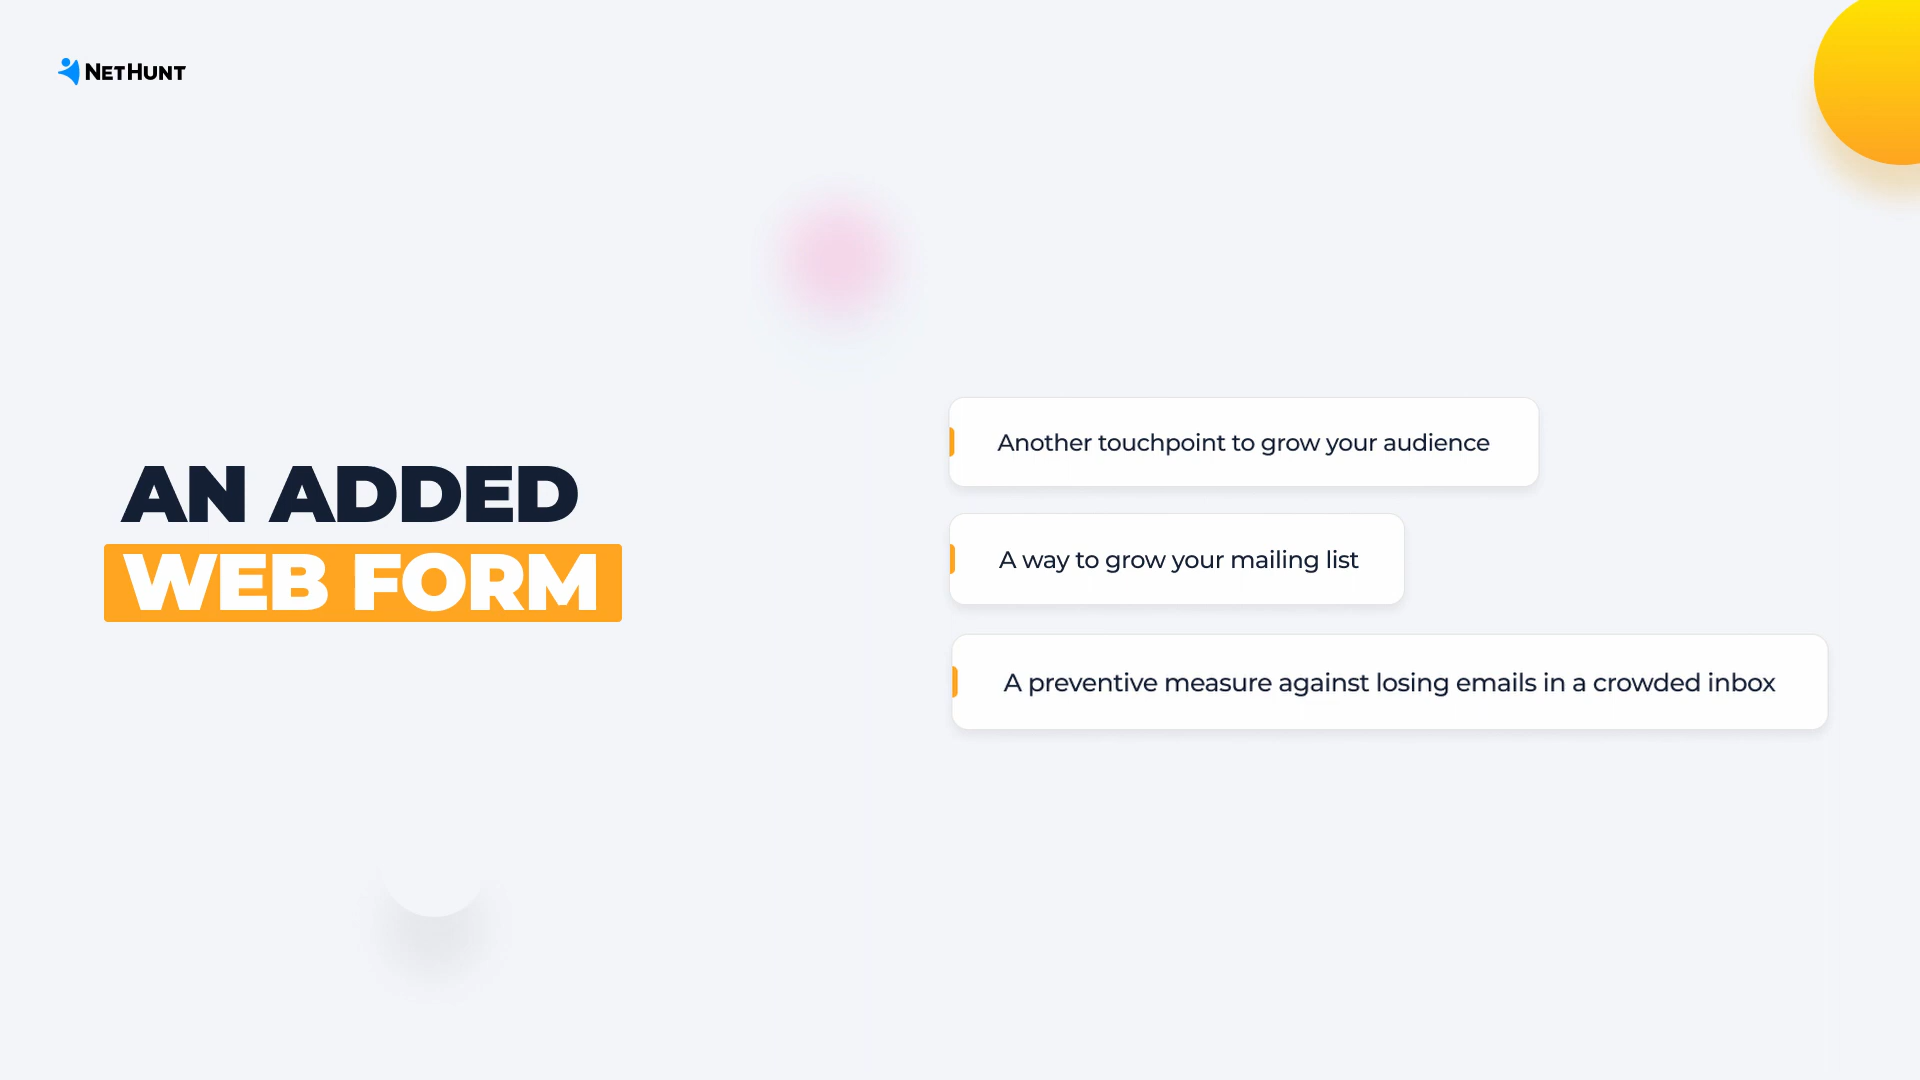 NETHUNT
AN ADDED
WEB FORM
Another touchpoint to grow your audience
A way to grow your mailing list
A preventive measure against losing emails in a crowded inbox